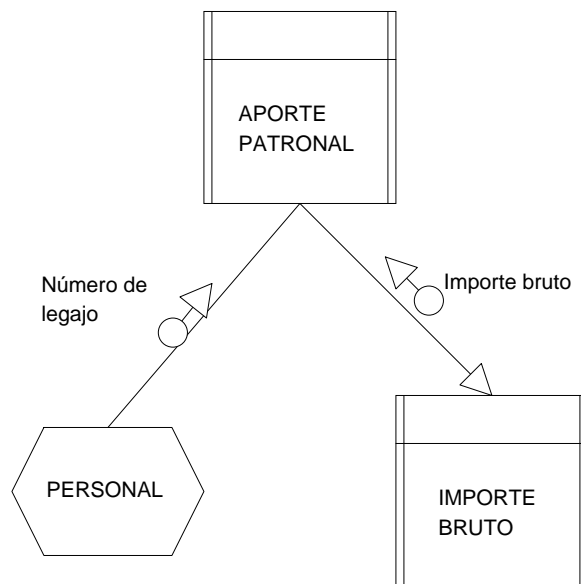 APORTE
PATRONAL
Número de
legajo
Importe bruto
PERSONAL
IMPORTE
BRUTO